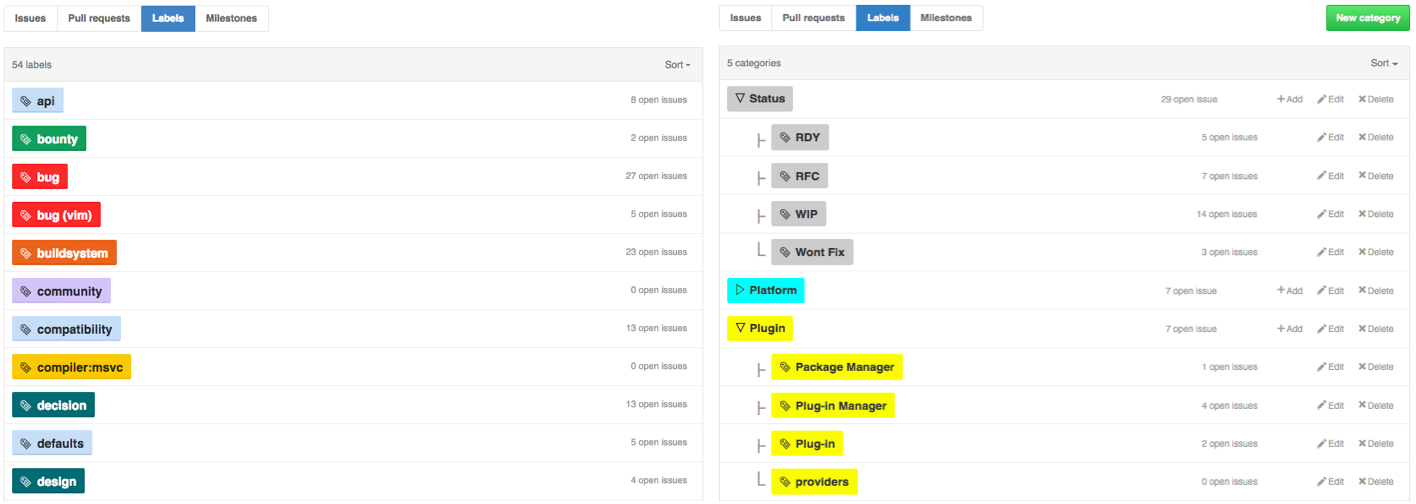 Issues Pull requests Labels Milestones
54 labels Sort
api 8 open issues
bounty 2 open issues
bug 27 open issues
bug (vim) 5 open issues
buildsystem 23 open issues
community 0 open issues
compatibility 13 open issues
compiler:msvc 0 open issues
decision 13 open issues
defaults 5 open issues
design 4 open issues
Issues Pull requests Labels Milestones New category
5 categories Sort
Status 29 open issue Add Edit Delete
RDY 5 open issues Edit Delete
RFC 7 open issues Edit Delete
WIP 14 open issues Edit Delete
Wont Fix 3 open issues Edit Delete
Platform 7 open issue Add Edit Delete
Plugin 7 open issue Add Edit Delete
Package Manager 1 open issues Edit Delete
Plug-in Manager 4 open issues Edit Delete
Plug-in 2 open issues Edit Delete
providers 0 open issues Edit Delete